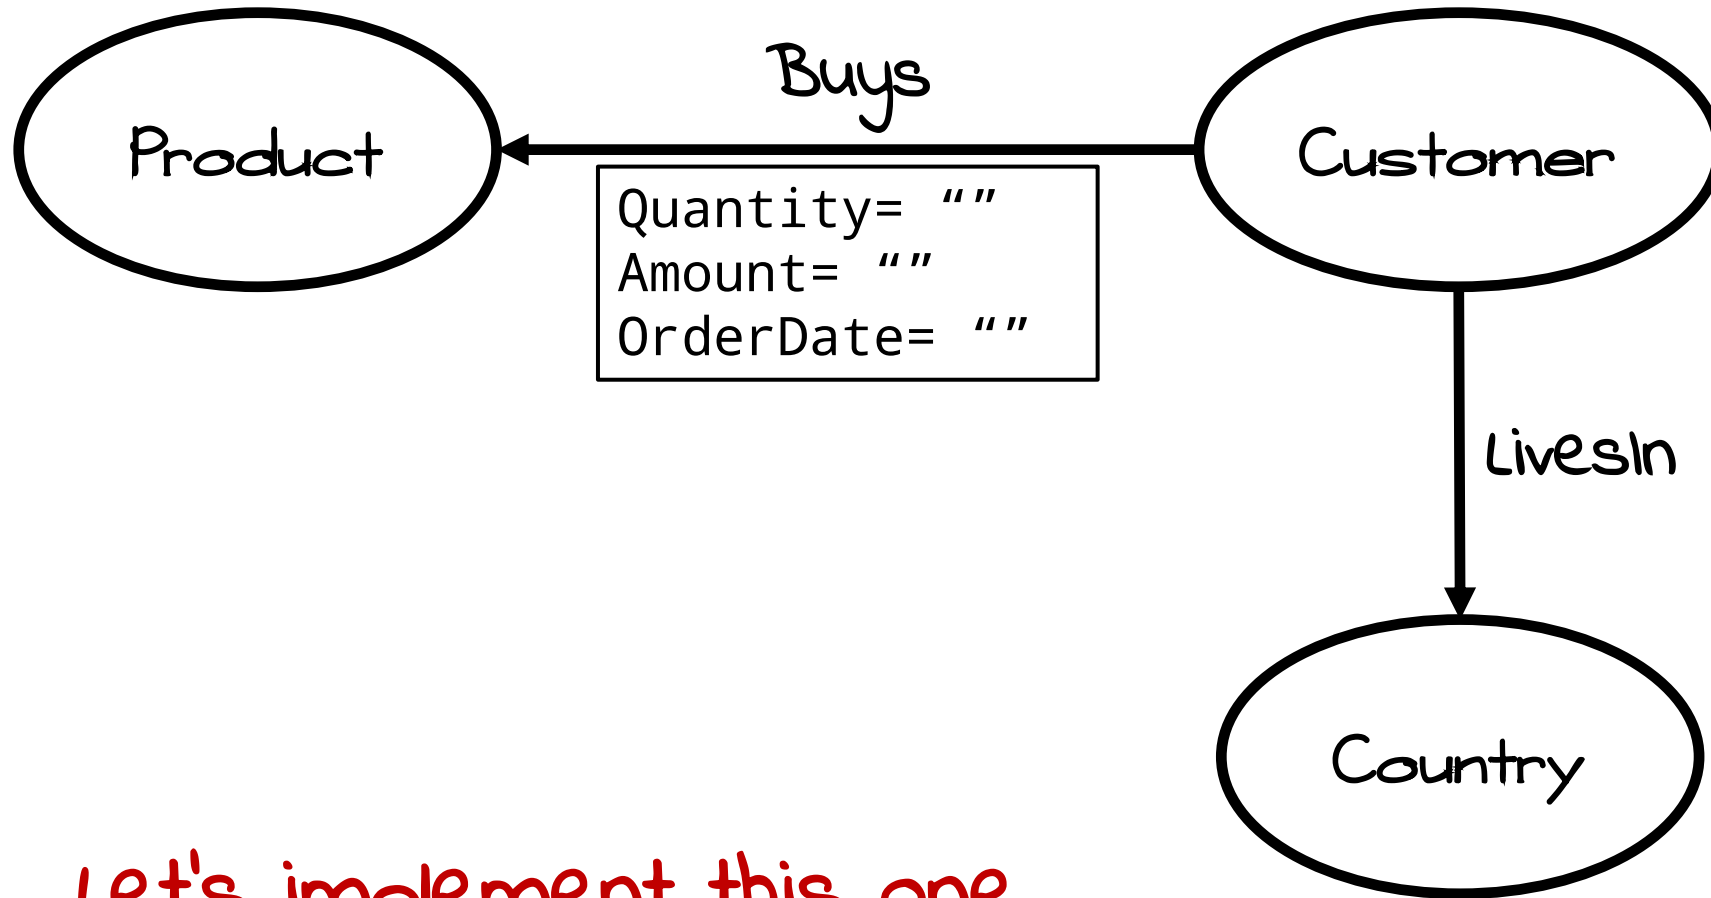 Buys
Product
Customer
Quantity= “”
Amount= “”
OrderDate= “”
LivesIn
Country
Let's implement this one